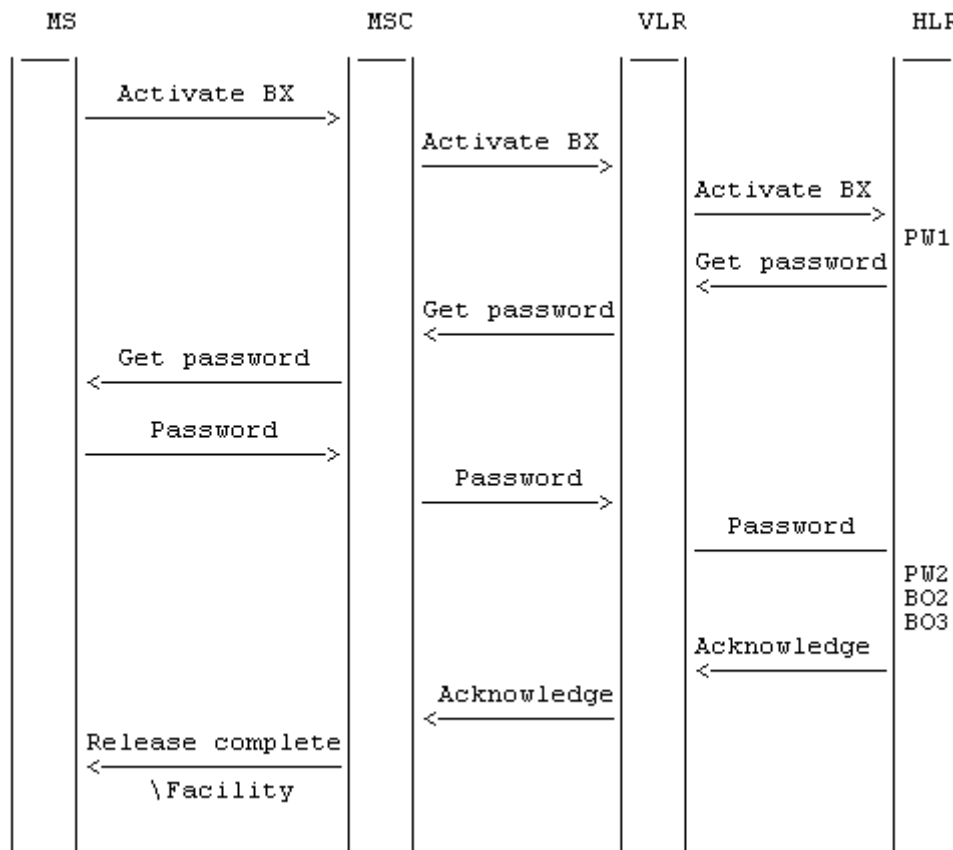 MS MSC VLR HLR
Activate BX
Activate BX
Activate BX
PW1
Get password
Get password
Get password
Password
Password
Password
PW2
BO2
BO3
Acknowledge
Acknowledge
Release complete
\Facility